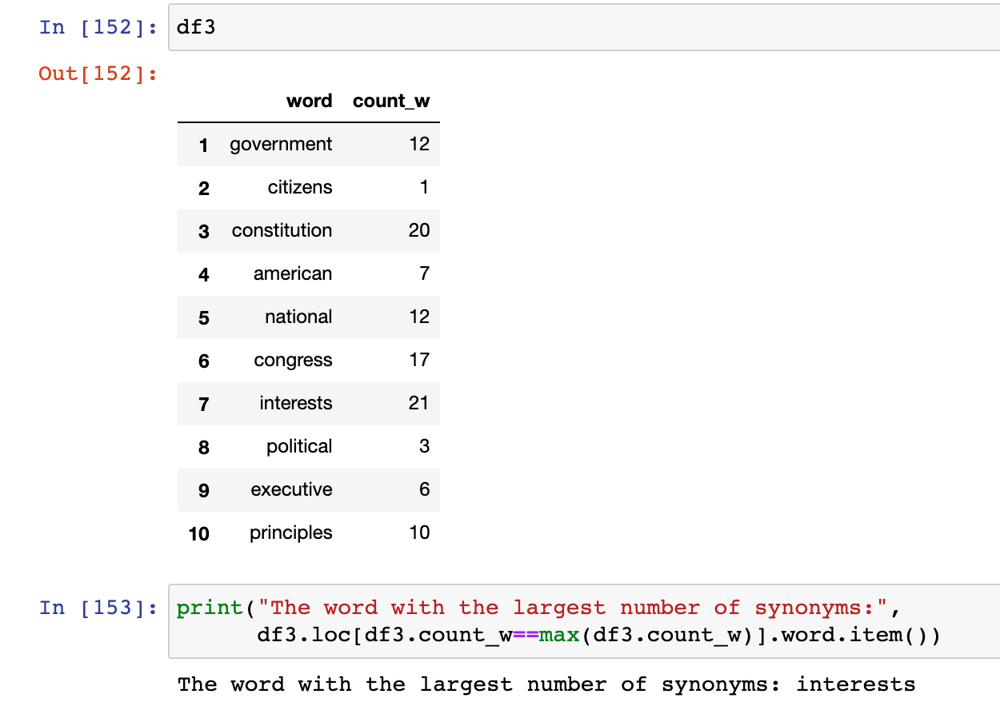 In [152]: df3
Out[152]:
word count_w
1 government 12
2 citizens 1
3 constitution 20
4 american 7
5 national 12
6 congress 17
7 interests 21
8 political 3
9 executive 6
10 principles 10
In [153]: print("The word with the largest number of synonyms:",
df3.loc[df3.count_w==max(df3.count_w)].word.item())
The word with the largest number of synonyms: interests